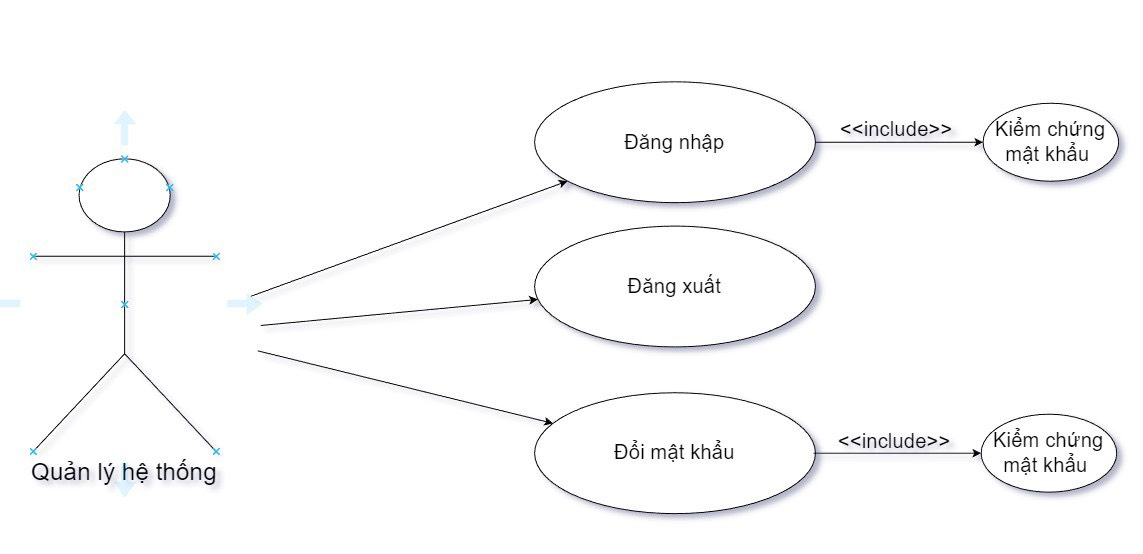 Đăng nhập
<<include>>
Kiểm chứng
mật khẩu
Đăng xuất
Đổi mật khẩu
<<include>>
Kiểm chứng
mật khẩu
Quản lý hệ thống